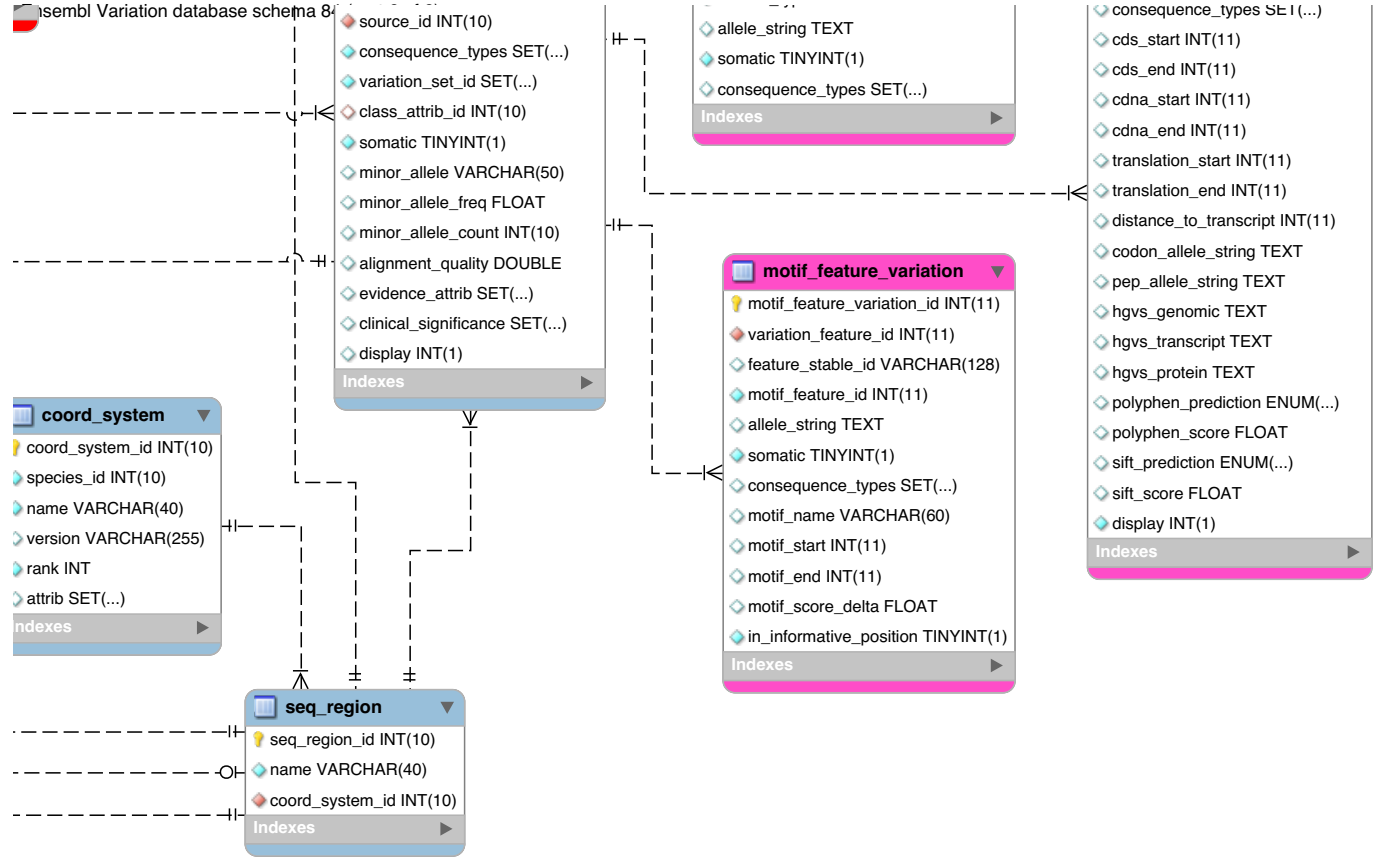 Ensembl Variation database schema 84
source_id INT(10)
consequence_types SET(...)
variation_set_id SET(...)
class_attrib_id INT(10)
somatic TINYINT(1)
minor_allele VARCHAR(50)
minor_allele_freq FLOAT
minor_allele_count INT(10)
alignment_quality DOUBLE
evidence_attrib SET(...)
clinical_significance SET(...)
display INT(1)
Indexes
allele_string TEXT
somatic TINYINT(1)
consequence_types SET(...)
Indexes
consequence_types SET(...)
cds_start INT(11)
cds_end INT(11)
cdna_start INT(11)
cdna_end INT(11)
translation_start INT(11)
translation_end INT(11)
distance_to_transcript INT(11)
codon_allele_string TEXT
pep_allele_string TEXT
hgvs_genomic TEXT
hgvs_transcript TEXT
hgvs_protein TEXT
polyphen_prediction ENUM(...)
polyphen_score FLOAT
sift_prediction ENUM(...)
sift_score FLOAT
display INT(1)
Indexes
motif_feature_variation
motif_feature_variation_id INT(11)
variation_feature_id INT(11)
feature_stable_id VARCHAR(128)
motif_feature_id INT(11)
allele_string TEXT
somatic TINYINT(1)
consequence_types SET(...)
motif_name VARCHAR(60)
motif_start INT(11)
motif_end INT(11)
motif_score_delta FLOAT
in_informative_position TINYINT(1)
Indexes
coord_system
coord_system_id INT(10)
species_id INT(10)
name VARCHAR(40)
version VARCHAR(255)
rank INT
attrib SET(...)
Indexes
seq_region
seq_region_id INT(10)
name VARCHAR(40)
coord_system_id INT(10)
Indexes